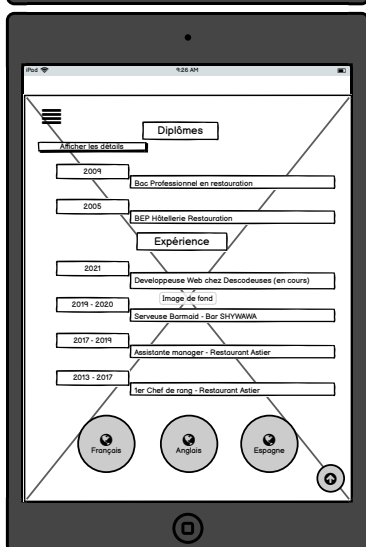 iPod 9:26 AM
Diplômes
Afficher les détails
2009
Bac Professionnel en restauration
2005
BEP Hôtellerie Restauration
Expérience
2021
Developpeuse Web chez Descodeuses (en cours)
Image de fond
2019 - 2020
Serveuse Barmaid - Bar SHYWAWA
2017 - 2019
Assistante manager - Restaurant Astier
2013 - 2017
1er Chef de rang - Restaurant Astier
Français Anglais Espagne